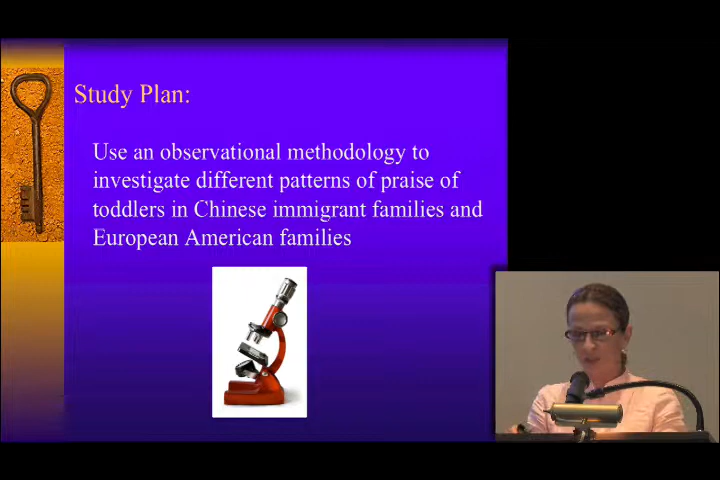 Study Plan:
Use an observational methodology to
investigate different patterns of praise of
toddlers in Chinese immigrant families and
European American families